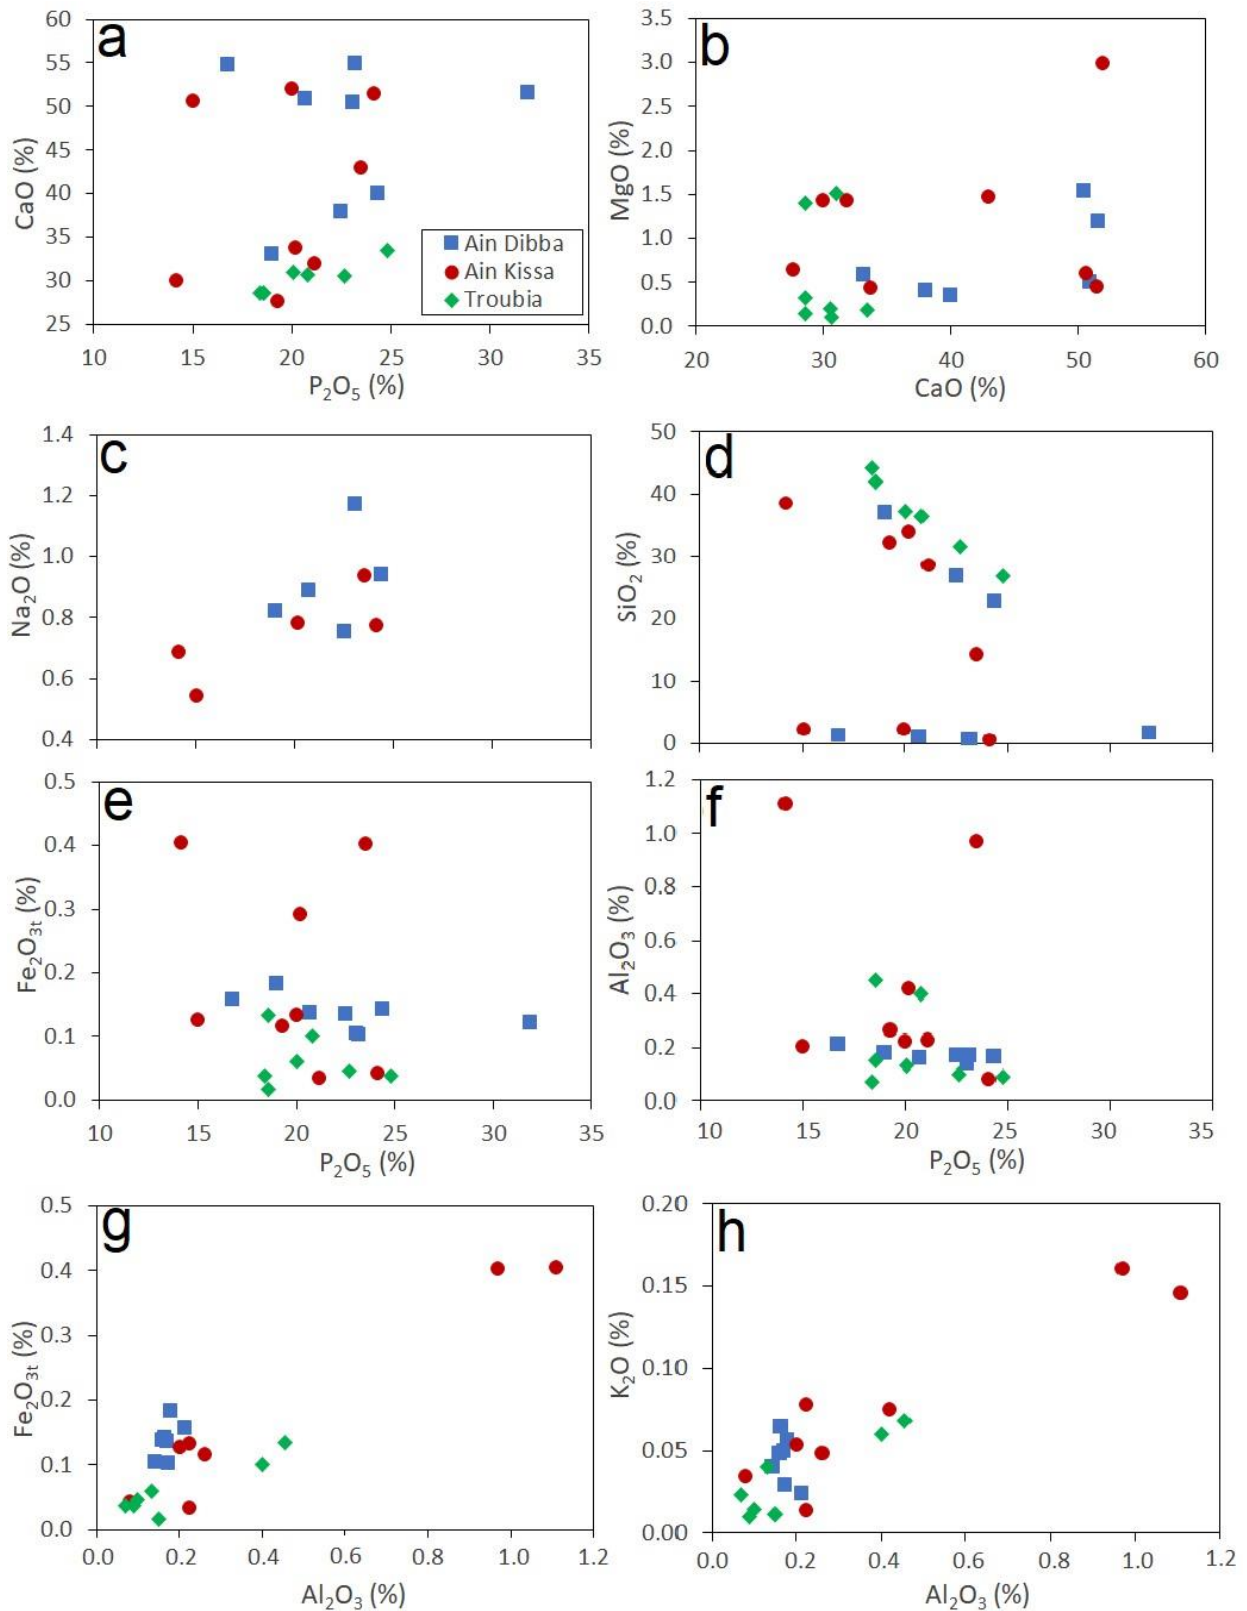 a
60
55
50
45
40
35
30
25
CaO (%)
Ain Dibba
Ain Kissa
Troubia
10 15 20 25 30 35
P₂O₅ (%)
b
3.5
3.0
2.5
2.0
1.5
1.0
0.5
0.0
MgO (%)
20 30 40 50 60
CaO (%)
c
1.4
1.2
1.0
0.8
0.6
0.4
Na₂O (%)
d
50
40
30
20
10
0
SiO₂ (%)
e
0.5
0.4
0.3
0.2
0.1
0.0
Fe₂O₃ₜ (%)
10 15 20 25 30 35
P₂O₅ (%)
f
1.2
1.0
0.8
0.6
0.4
0.2
0.0
Al₂O₃ (%)
10 15 20 25 30 35
P₂O₅ (%)
g
0.5
0.4
0.3
0.2
0.1
0.0
Fe₂O₃ₜ (%)
0.0 0.2 0.4 0.6 0.8 1.0 1.2
Al₂O₃ (%)
h
0.20
0.15
0.10
0.05
0.00
K₂O (%)
0.0 0.2 0.4 0.6 0.8 1.0 1.2
Al₂O₃ (%)